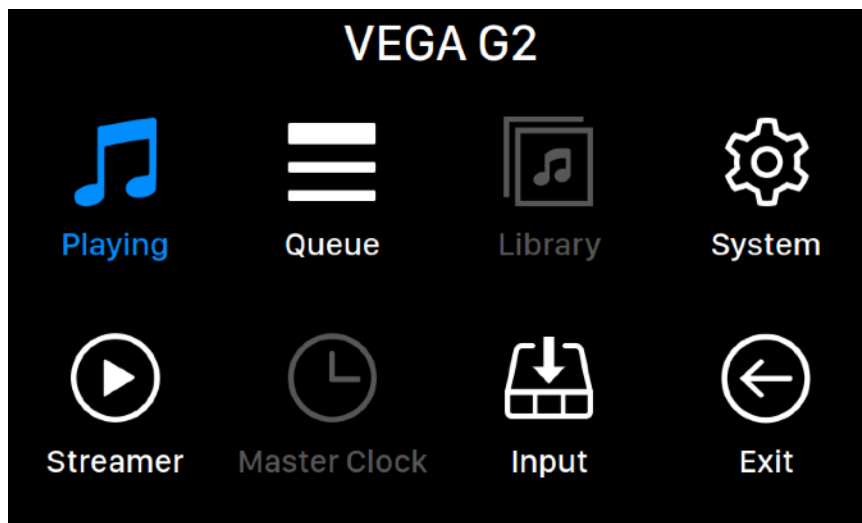 VEGA G2
Playing Queue Library System
Streamer Master Clock Input Exit